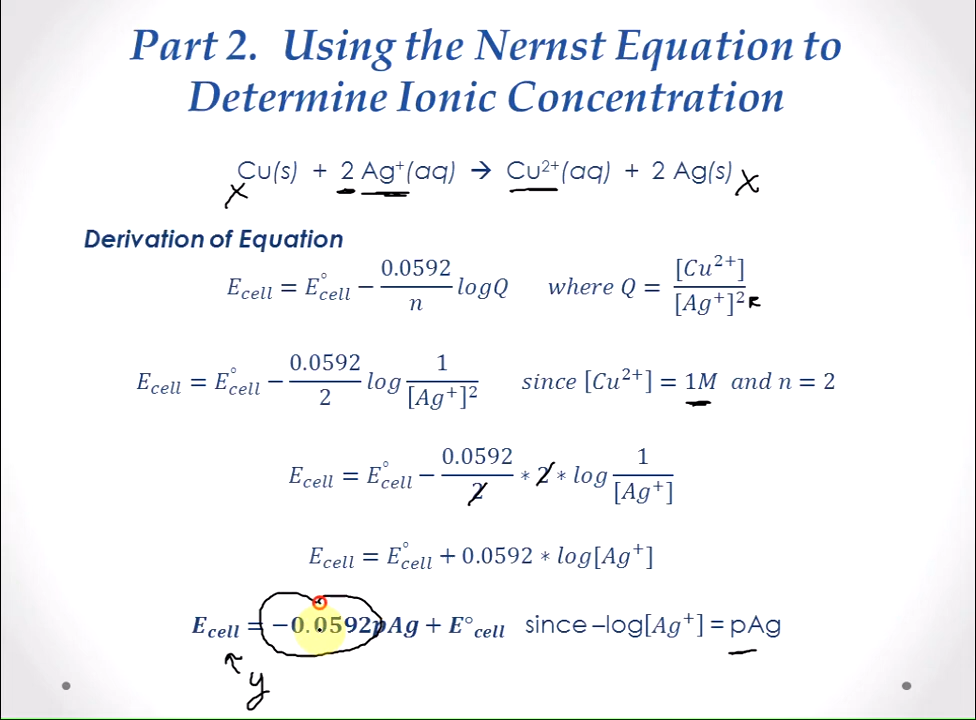 Part 2. Using the Nernst Equation to
Determine Ionic Concentration
Cu(s) + 2 Ag⁺(aq) → Cu²⁺(aq) + 2 Ag(s)
x x
Derivation of Equation
E_cell = E°_cell − 0.0592/n logQ where Q = [Cu²⁺]/[Ag⁺]²
E_cell = E°_cell − 0.0592/2 log 1/[Ag⁺]² since [Cu²⁺] = 1M and n = 2
E_cell = E°_cell − 0.0592/2 * 2 * log 1/[Ag⁺]
E_cell = E°_cell + 0.0592 * log[Ag⁺]
E_cell = −0.0592pAg + E°_cell since –log[Ag⁺] = pAg
y